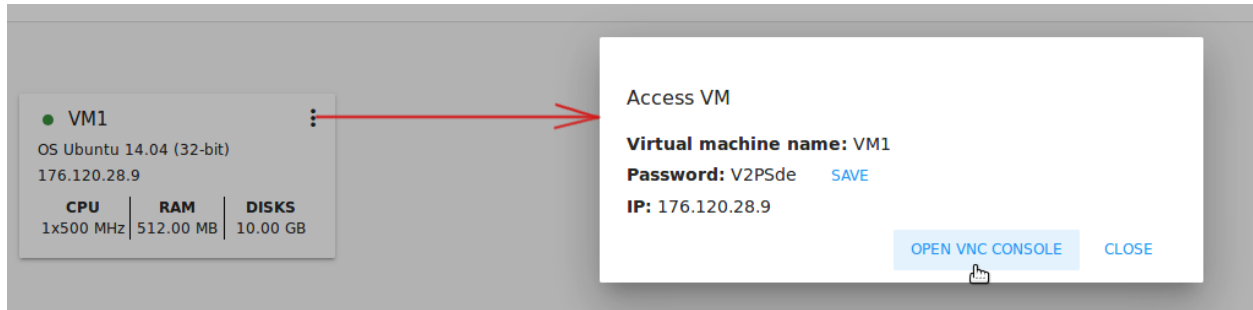 VM1
OS Ubuntu 14.04 (32-bit)
176.120.28.9
CPU RAM DISKS
1x500 MHz 512.00 MB 10.00 GB
Access VM
Virtual machine name: VM1
Password: V2PSde SAVE
IP: 176.120.28.9
OPEN VNC CONSOLE CLOSE